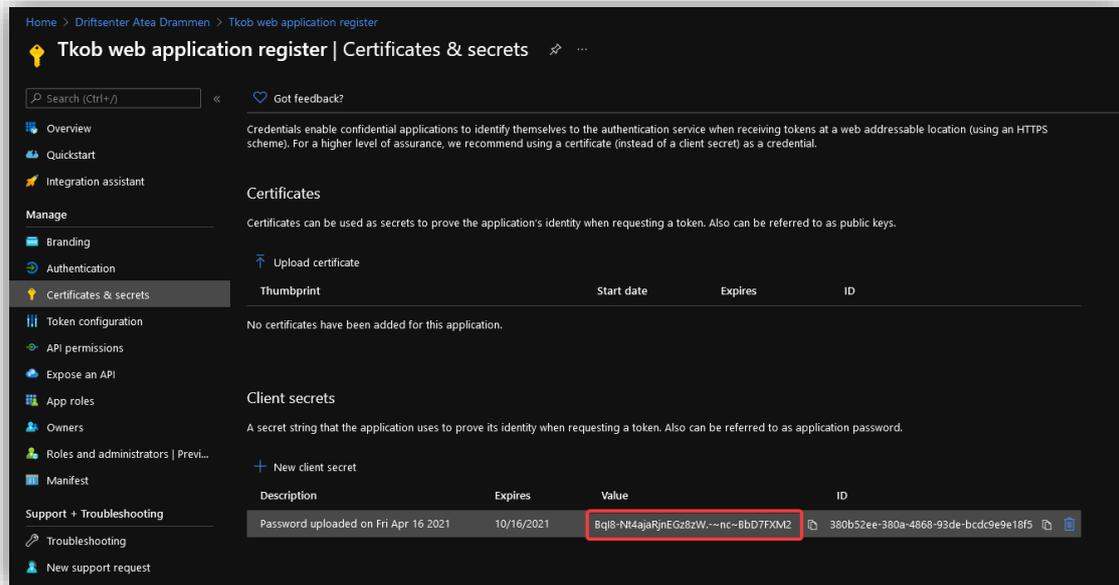 Home > Driftsenter Atea Drammen > Tkob web application register
Tkob web application register | Certificates & secrets
Search (Ctrl+/)
«
Got feedback?
Overview
Quickstart
Integration assistant
Manage
Branding
Authentication
Certificates & secrets
Token configuration
API permissions
Expose an API
App roles
Owners
Roles and administrators | Previ...
Manifest
Support + Troubleshooting
Troubleshooting
New support request
Credentials enable confidential applications to identify themselves to the authentication service when receiving tokens at a web addressable location (using an HTTPS
scheme). For a higher level of assurance, we recommend using a certificate (instead of a client secret) as a credential.
Certificates
Certificates can be used as secrets to prove the application's identity when requesting a token. Also can be referred to as public keys.
Upload certificate
Thumbprint Start date Expires ID
No certificates have been added for this application.
Client secrets
A secret string that the application uses to prove its identity when requesting a token. Also can be referred to as application password.
New client secret
Description Expires Value ID
Password uploaded on Fri Apr 16 2021 10/16/2021 BqI8-Nt4ajaRjnEGz8zW.-~nc~BbD7FXM2 380b52ee-380a-4868-93de-bcdc9e9e18f5